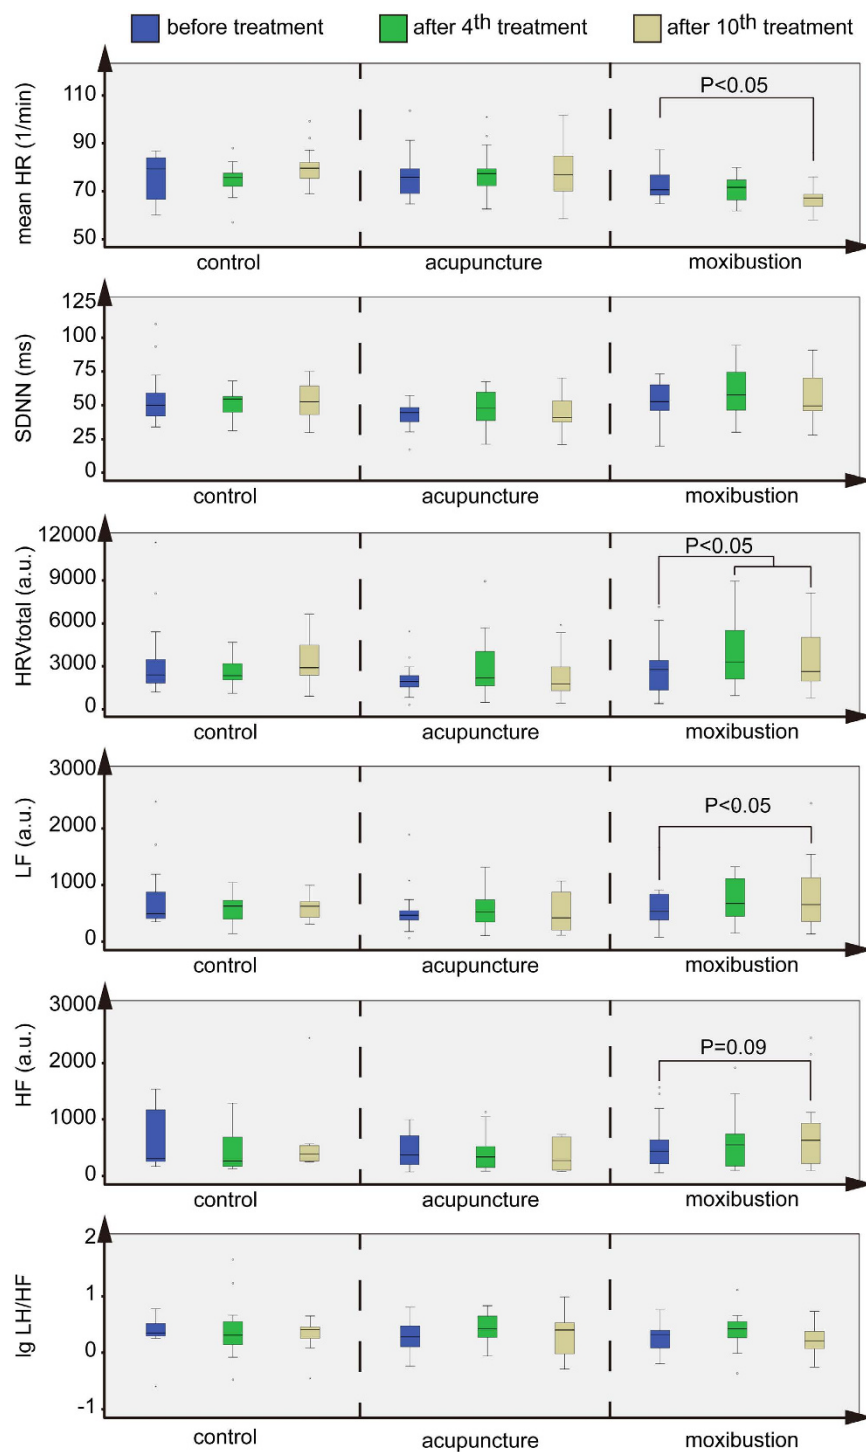 before treatment after 4th treatment after 10th treatment
mean HR (1/min)
110
90
70
50
P<0.05
control acupuncture moxibustion
SDNN (ms)
125
100
75
50
25
0
control acupuncture moxibustion
HRVtotal (a.u.)
12000
9000
6000
3000
0
P<0.05
control acupuncture moxibustion
LF (a.u.)
3000
2000
1000
0
P<0.05
control acupuncture moxibustion
HF (a.u.)
3000
2000
1000
0
P=0.09
control acupuncture moxibustion
lg LH/HF
2
1
0
-1
control acupuncture moxibustion